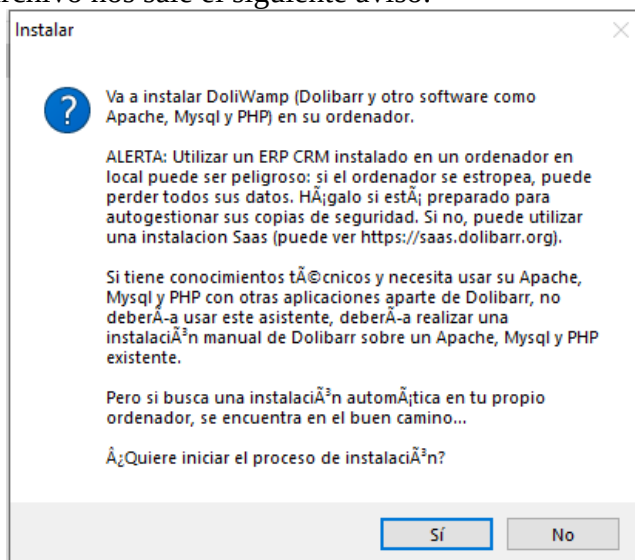 rchivo nos sale el siguiente aviso:
Instalar
Va a instalar DoliWamp (Dolibarr y otro software como
Apache, Mysql y PHP) en su ordenador.
ALERTA: Utilizar un ERP CRM instalado en un ordenador en
local puede ser peligroso: si el ordenador se estropea, puede
perder todos sus datos. HÃ¡galo si estÃ¡ preparado para
autogestionar sus copias de seguridad. Si no, puede utilizar
una instalacion Saas (puede ver https://saas.dolibarr.org).
Si tiene conocimientos tÃ©cnicos y necesita usar su Apache,
Mysql y PHP con otras aplicaciones aparte de Dolibarr, no
deberÃ-a usar este asistente, deberÃ-a realizar una
instalaciÃ³n manual de Dolibarr sobre un Apache, Mysql y PHP
existente.
Pero si busca una instalaciÃ³n automÃ¡tica en tu propio
ordenador, se encuentra en el buen camino...
Â¿Quiere iniciar el proceso de instalaciÃ³n?
Sí No